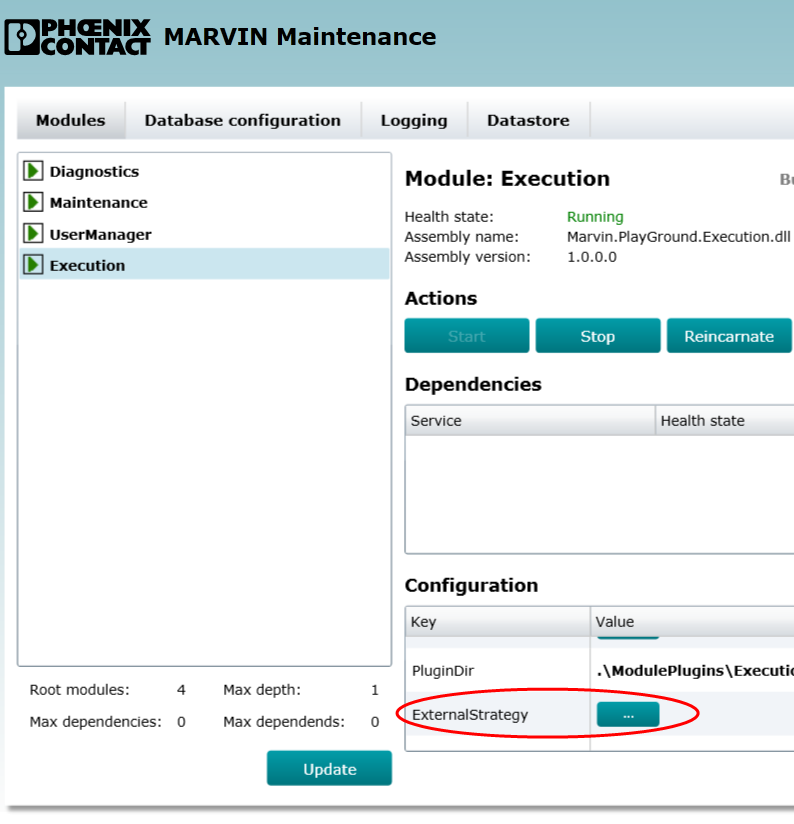 PHŒNIX
CONTACT
MARVIN Maintenance
Modules
Database configuration
Logging
Datastore
Diagnostics
Maintenance
UserManager
Execution
Root modules: 4 Max depth: 1
Max dependencies: 0 Max dependends: 0
Update
Module: Execution
Health state: Running
Assembly name: Marvin.PlayGround.Execution.dll
Assembly version: 1.0.0.0
Actions
Start Stop Reincarnate
Dependencies
Service Health state
Configuration
Key Value
PluginDir .\ModulePlugins\Executio
ExternalStrategy ...